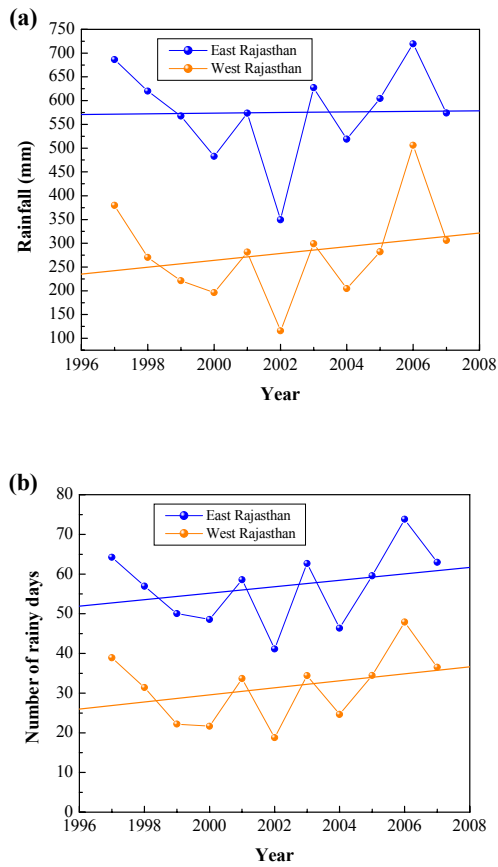 (a)
750
700
650
600
550
500
450
400
350
300
250
200
150
100
Rainfall (mm)
East Rajasthan
West Rajasthan
1996 1998 2000 2002 2004 2006 2008
Year
(b)
80
70
60
50
40
30
20
10
0
Number of rainy days
East Rajasthan
West Rajasthan
1996 1998 2000 2002 2004 2006 2008
Year